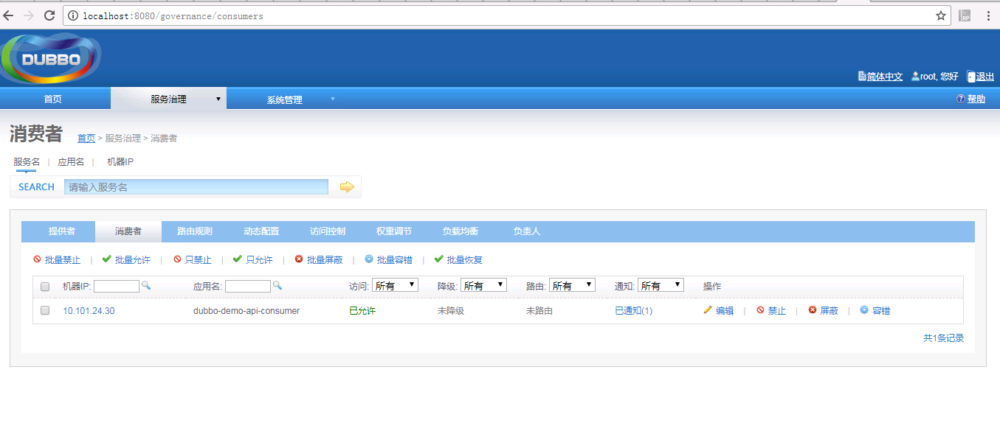 localhost:8080/governance/consumers
RP
DUBBO
简体中文 root, 您好 退出
首页 服务治理 系统管理 帮助
消费者 首页 > 服务治理 > 消费者
服务名 | 应用名 | 机器IP
SEARCH 请输入服务名
提供者 消费者 路由规则 动态配置 访问控制 权重调节 负载均衡 负责人
批量禁止 | 批量允许 | 只禁止 | 只允许 | 批量屏蔽 | 批量容错 | 批量恢复
机器IP: 应用名: 访问: 所有 降级: 所有 路由: 所有 通知: 所有 操作
10.101.24.30 dubbo-demo-api-consumer 已允许 未降级 未路由 已通知(1) 编辑 | 禁止 | 屏蔽 | 容错
共1条记录